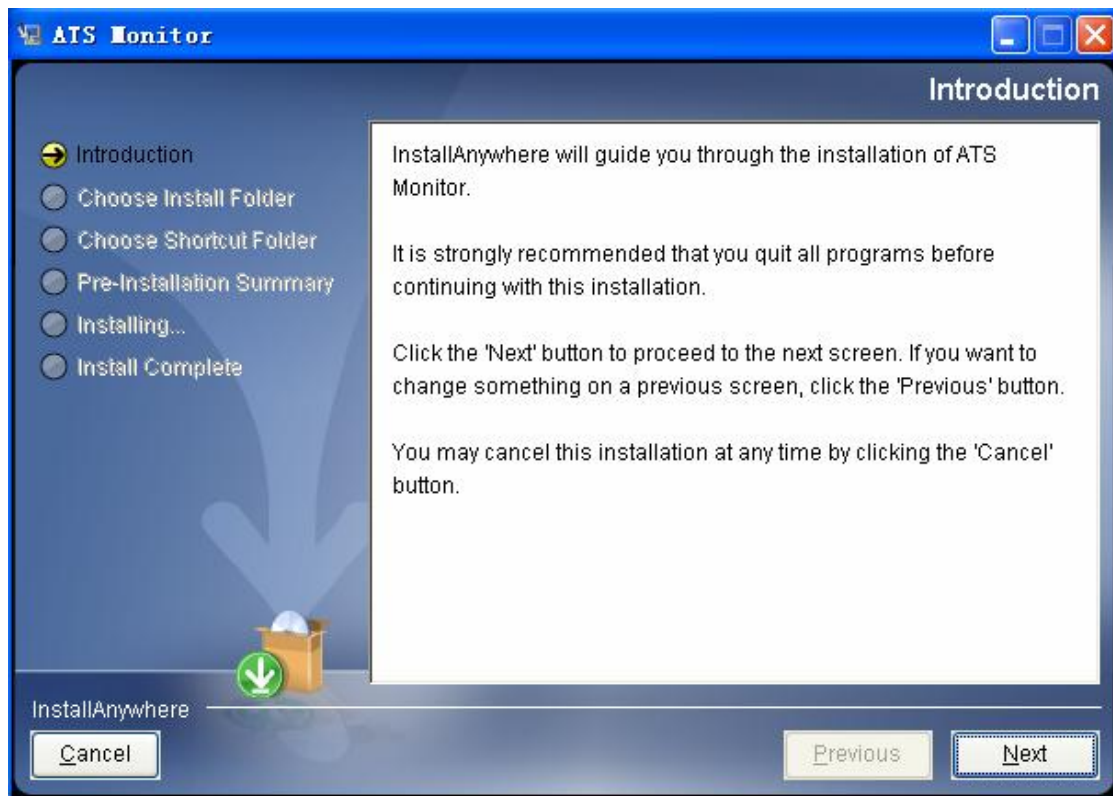 ATS Monitor
Introduction
Introduction
Choose Install Folder
Choose Shortcut Folder
Pre-Installation Summary
Installing...
Install Complete
InstallAnywhere will guide you through the installation of ATS
Monitor.
It is strongly recommended that you quit all programs before
continuing with this installation.
Click the 'Next' button to proceed to the next screen. If you want to
change something on a previous screen, click the 'Previous' button.
You may cancel this installation at any time by clicking the 'Cancel'
button.
InstallAnywhere
Cancel
Previous
Next